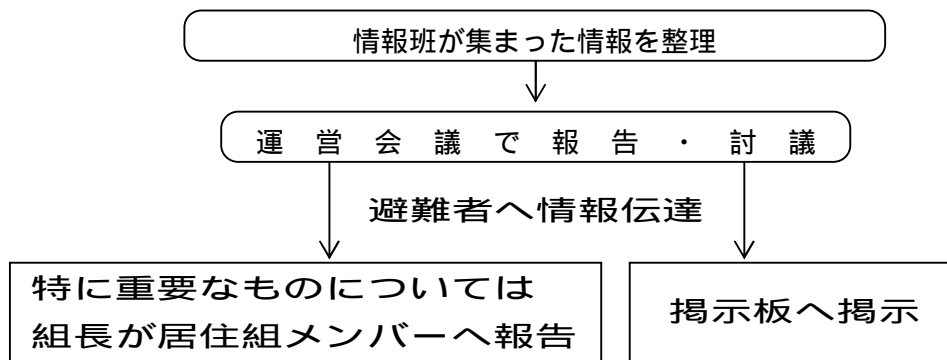 情報班が集まった情報を整理
運営会議で報告・討議
避難者へ情報伝達
特に重要なものについては
組長が居住組メンバーへ報告
掲示板へ掲示